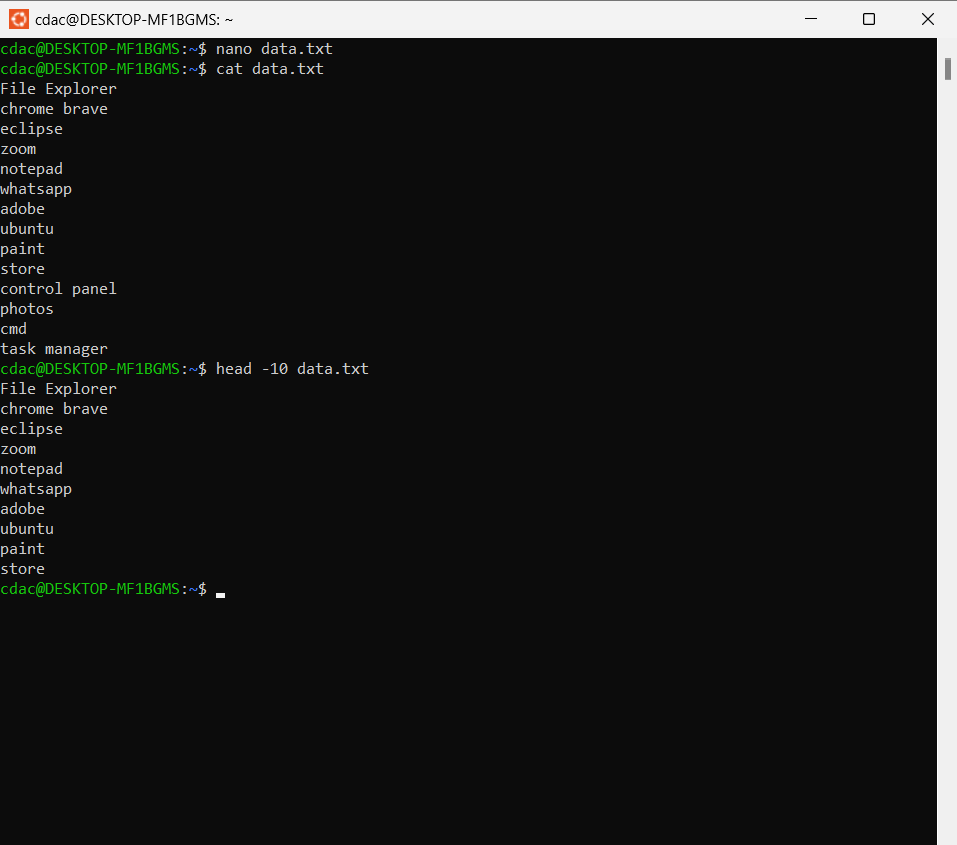 cdac@DESKTOP-MF1BGMS: ~
cdac@DESKTOP-MF1BGMS:~$ nano data.txt
cdac@DESKTOP-MF1BGMS:~$ cat data.txt
File Explorer
chrome brave
eclipse
zoom
notepad
whatsapp
adobe
ubuntu
paint
store
control panel
photos
cmd
task manager
cdac@DESKTOP-MF1BGMS:~$ head -10 data.txt
File Explorer
chrome brave
eclipse
zoom
notepad
whatsapp
adobe
ubuntu
paint
store
cdac@DESKTOP-MF1BGMS:~$